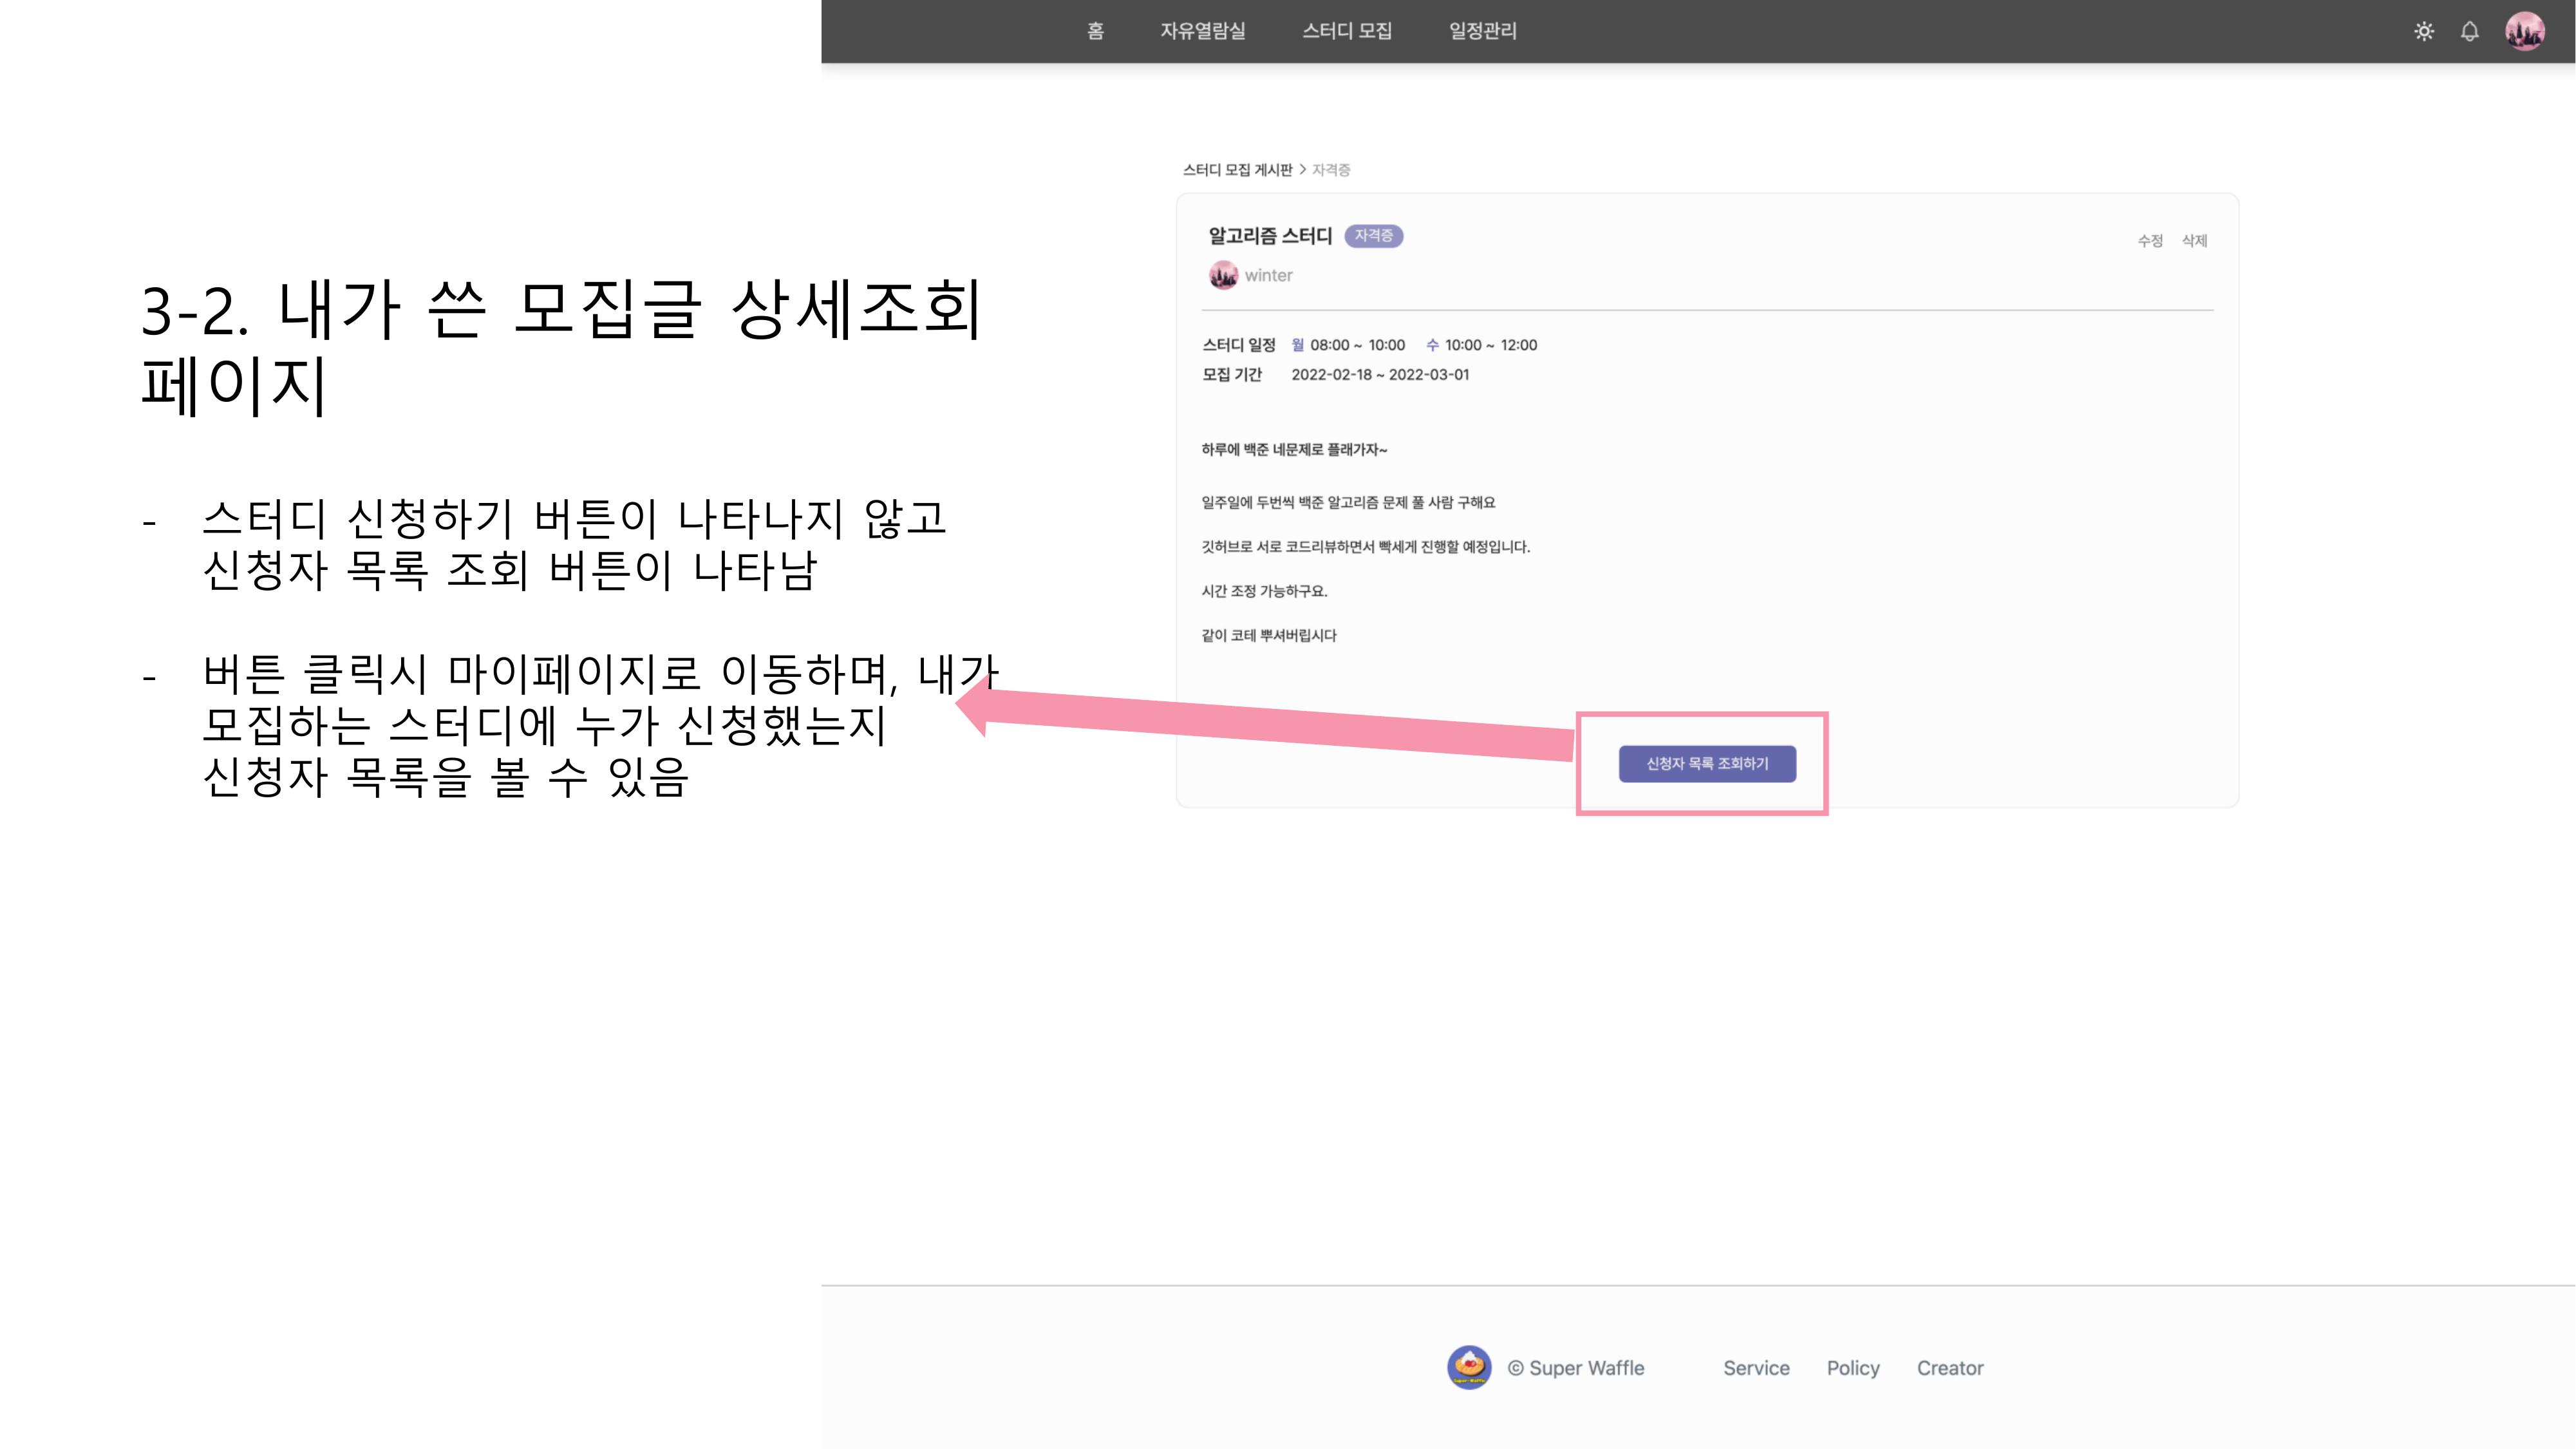 홈 자유열람실 스터디 모집 일정관리
3-2. 내가 쓴 모집글 상세조회
페이지
- 스터디 신청하기 버튼이 나타나지 않고
신청자 목록 조회 버튼이 나타남
- 버튼 클릭시 마이페이지로 이동하며, 내가
모집하는 스터디에 누가 신청했는지
신청자 목록을 볼 수 있음
스터디 모집 게시판 > 자격증
알고리즘 스터디 자격증
수정 삭제
winter
스터디 일정 월 08:00 ~ 10:00 수 10:00 ~ 12:00
모집 기간 2022-02-18 ~ 2022-03-01
하루에 백준 네문제로 플래가자~
일주일에 두번씩 백준 알고리즘 문제 풀 사람 구해요
깃허브로 서로 코드리뷰하면서 빡세게 진행할 예정입니다.
시간 조정 가능하구요.
같이 코테 뿌셔버립시다
신청자 목록 조회하기
© Super Waffle Service Policy Creator